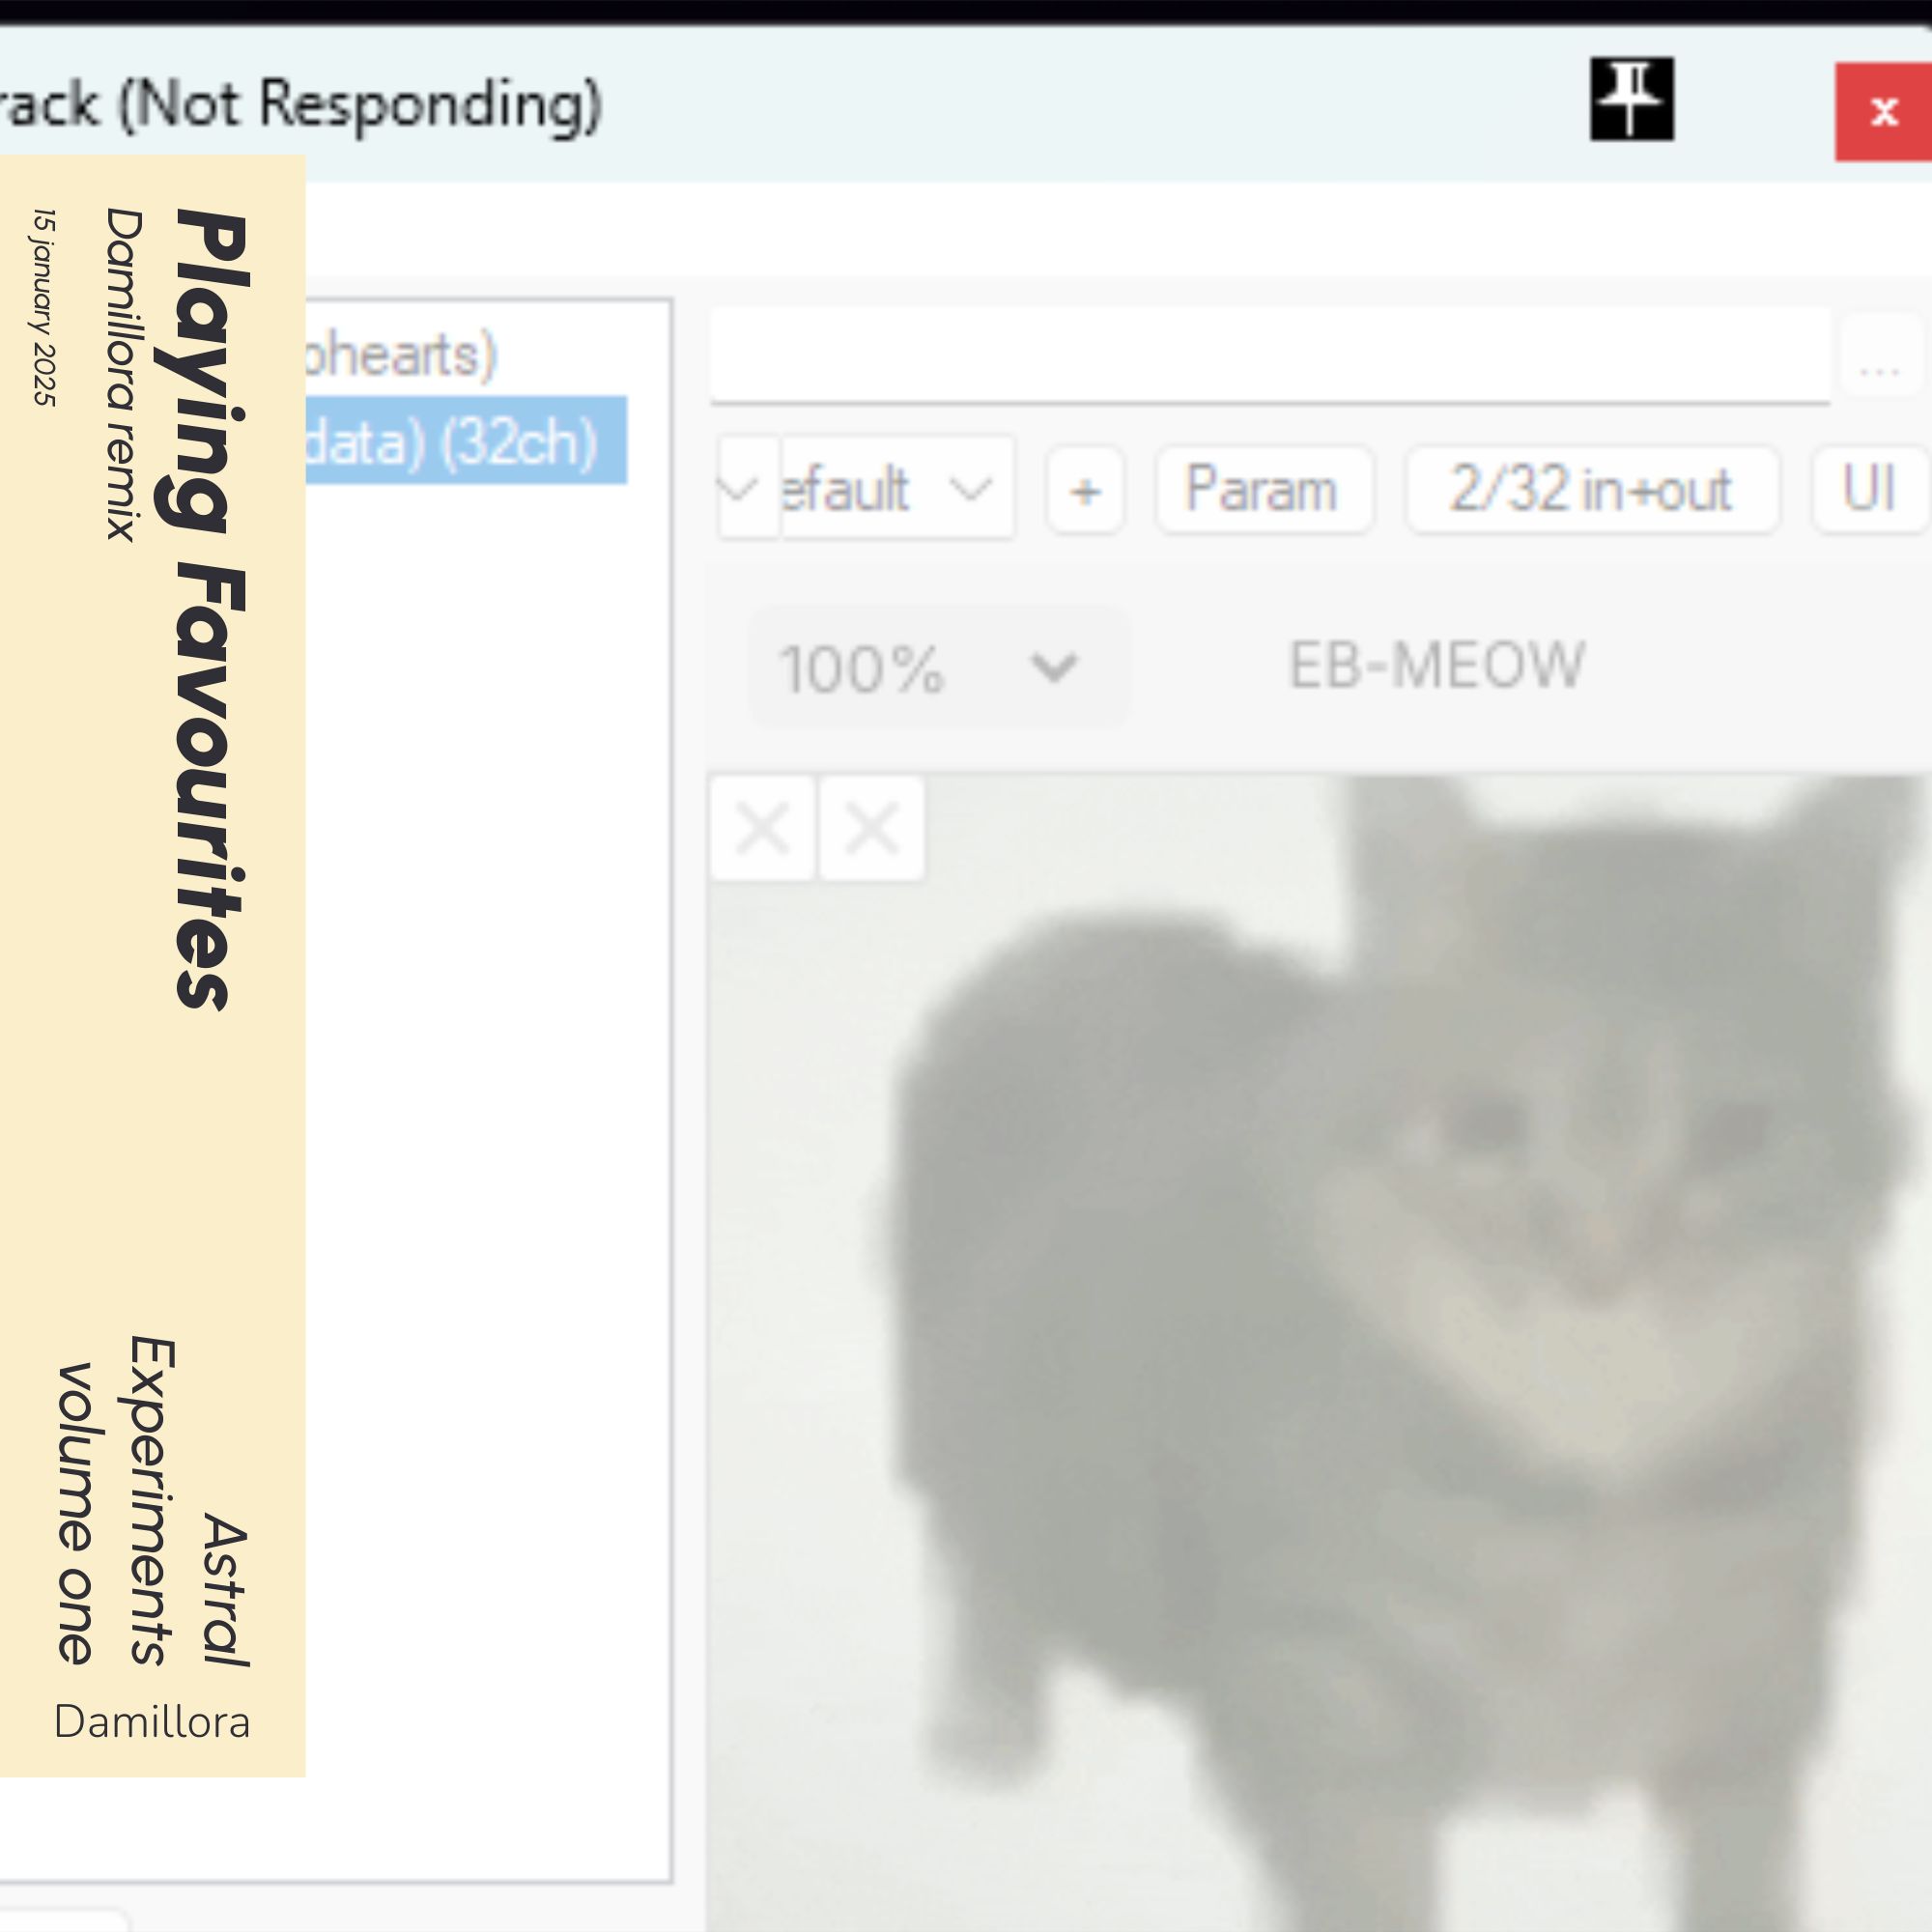 rack (Not Responding)
x
Playing Favourites
Damillora remix
15 january 2025
Astral
Experiments
volume one
Damillora
ohearts)
data) (32ch)
...
efault
+
Param
2/32 in+out
UI
100%
EB-MEOW